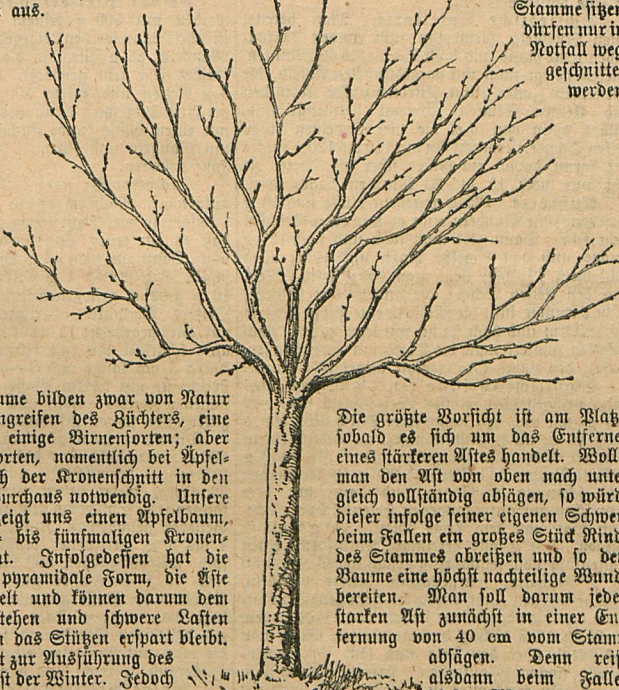 aus.
Stamme sitzen
dürfen nur in
Notfall weg
geschnitte
werden
ume bilden zwar von Natur
ngreifen des Züchters, eine
einige Birnensorten; aber
orten, namentlich bei Äpfel-
h der Kronenschnitt in den
urchaus notwendig. Unsere
eigt uns einen Apfelbaum,
- bis fünfmaligen Kronen-
at. Infolgedessen hat die
pyramidale Form, die Äste
elt und können darum dem
tehen und schwere Lasten
n das Stützen erspart bleibt.
t zur Ausführung des
st der Winter. Jedoch
Die größte Vorsicht ist am Platz
sobald es sich um das Entferne
eines stärkeren Astes handelt. Woll
man den Ast von oben nach unte
gleich vollständig absägen, so würd
dieser infolge seiner eigenen Schwer
beim Fallen ein großes Stück Rind
des Stammes abreißen und so dem
Baume eine höchst nachteilige Wund
bereiten. Man soll darum jede
starken Ast zunächst in einer Ent
fernung von 40 cm vom Stamm
absägen. Denn reiß
alsdann beim Falle